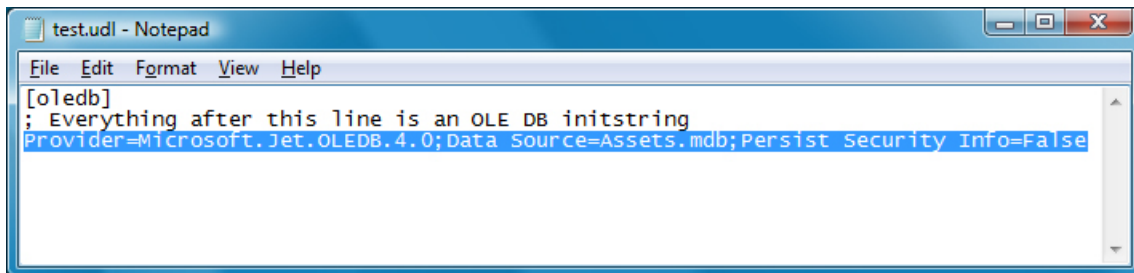 test.udl - Notepad
File Edit Format View Help
[oledb]
; Everything after this line is an OLE DB initstring
Provider=Microsoft.Jet.OLEDB.4.0;Data Source=Assets.mdb;Persist Security Info=False